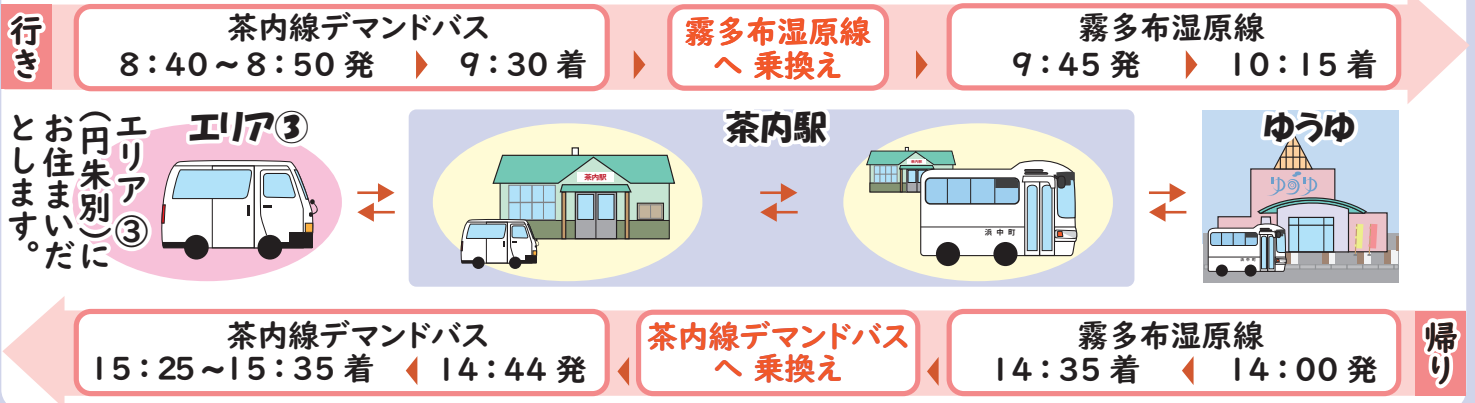 行き
茶内線デマンドバス
8:40～8:50 発 ▶ 9:30 着
霧多布湿原線
へ 乗換え
霧多布湿原線
9:45 発 ▶ 10:15 着
エリア③
(円朱別)に
お住まいだ
とします。
エリア③
茶内駅
茶内駅
茶内駅
浜中町
ゆうゆ
ゆうゆ
茶内線デマンドバス
15:25～15:35 着 ◀ 14:44 発
茶内線デマンドバス
へ 乗換え
霧多布湿原線
14:35 着 ◀ 14:00 発
帰り